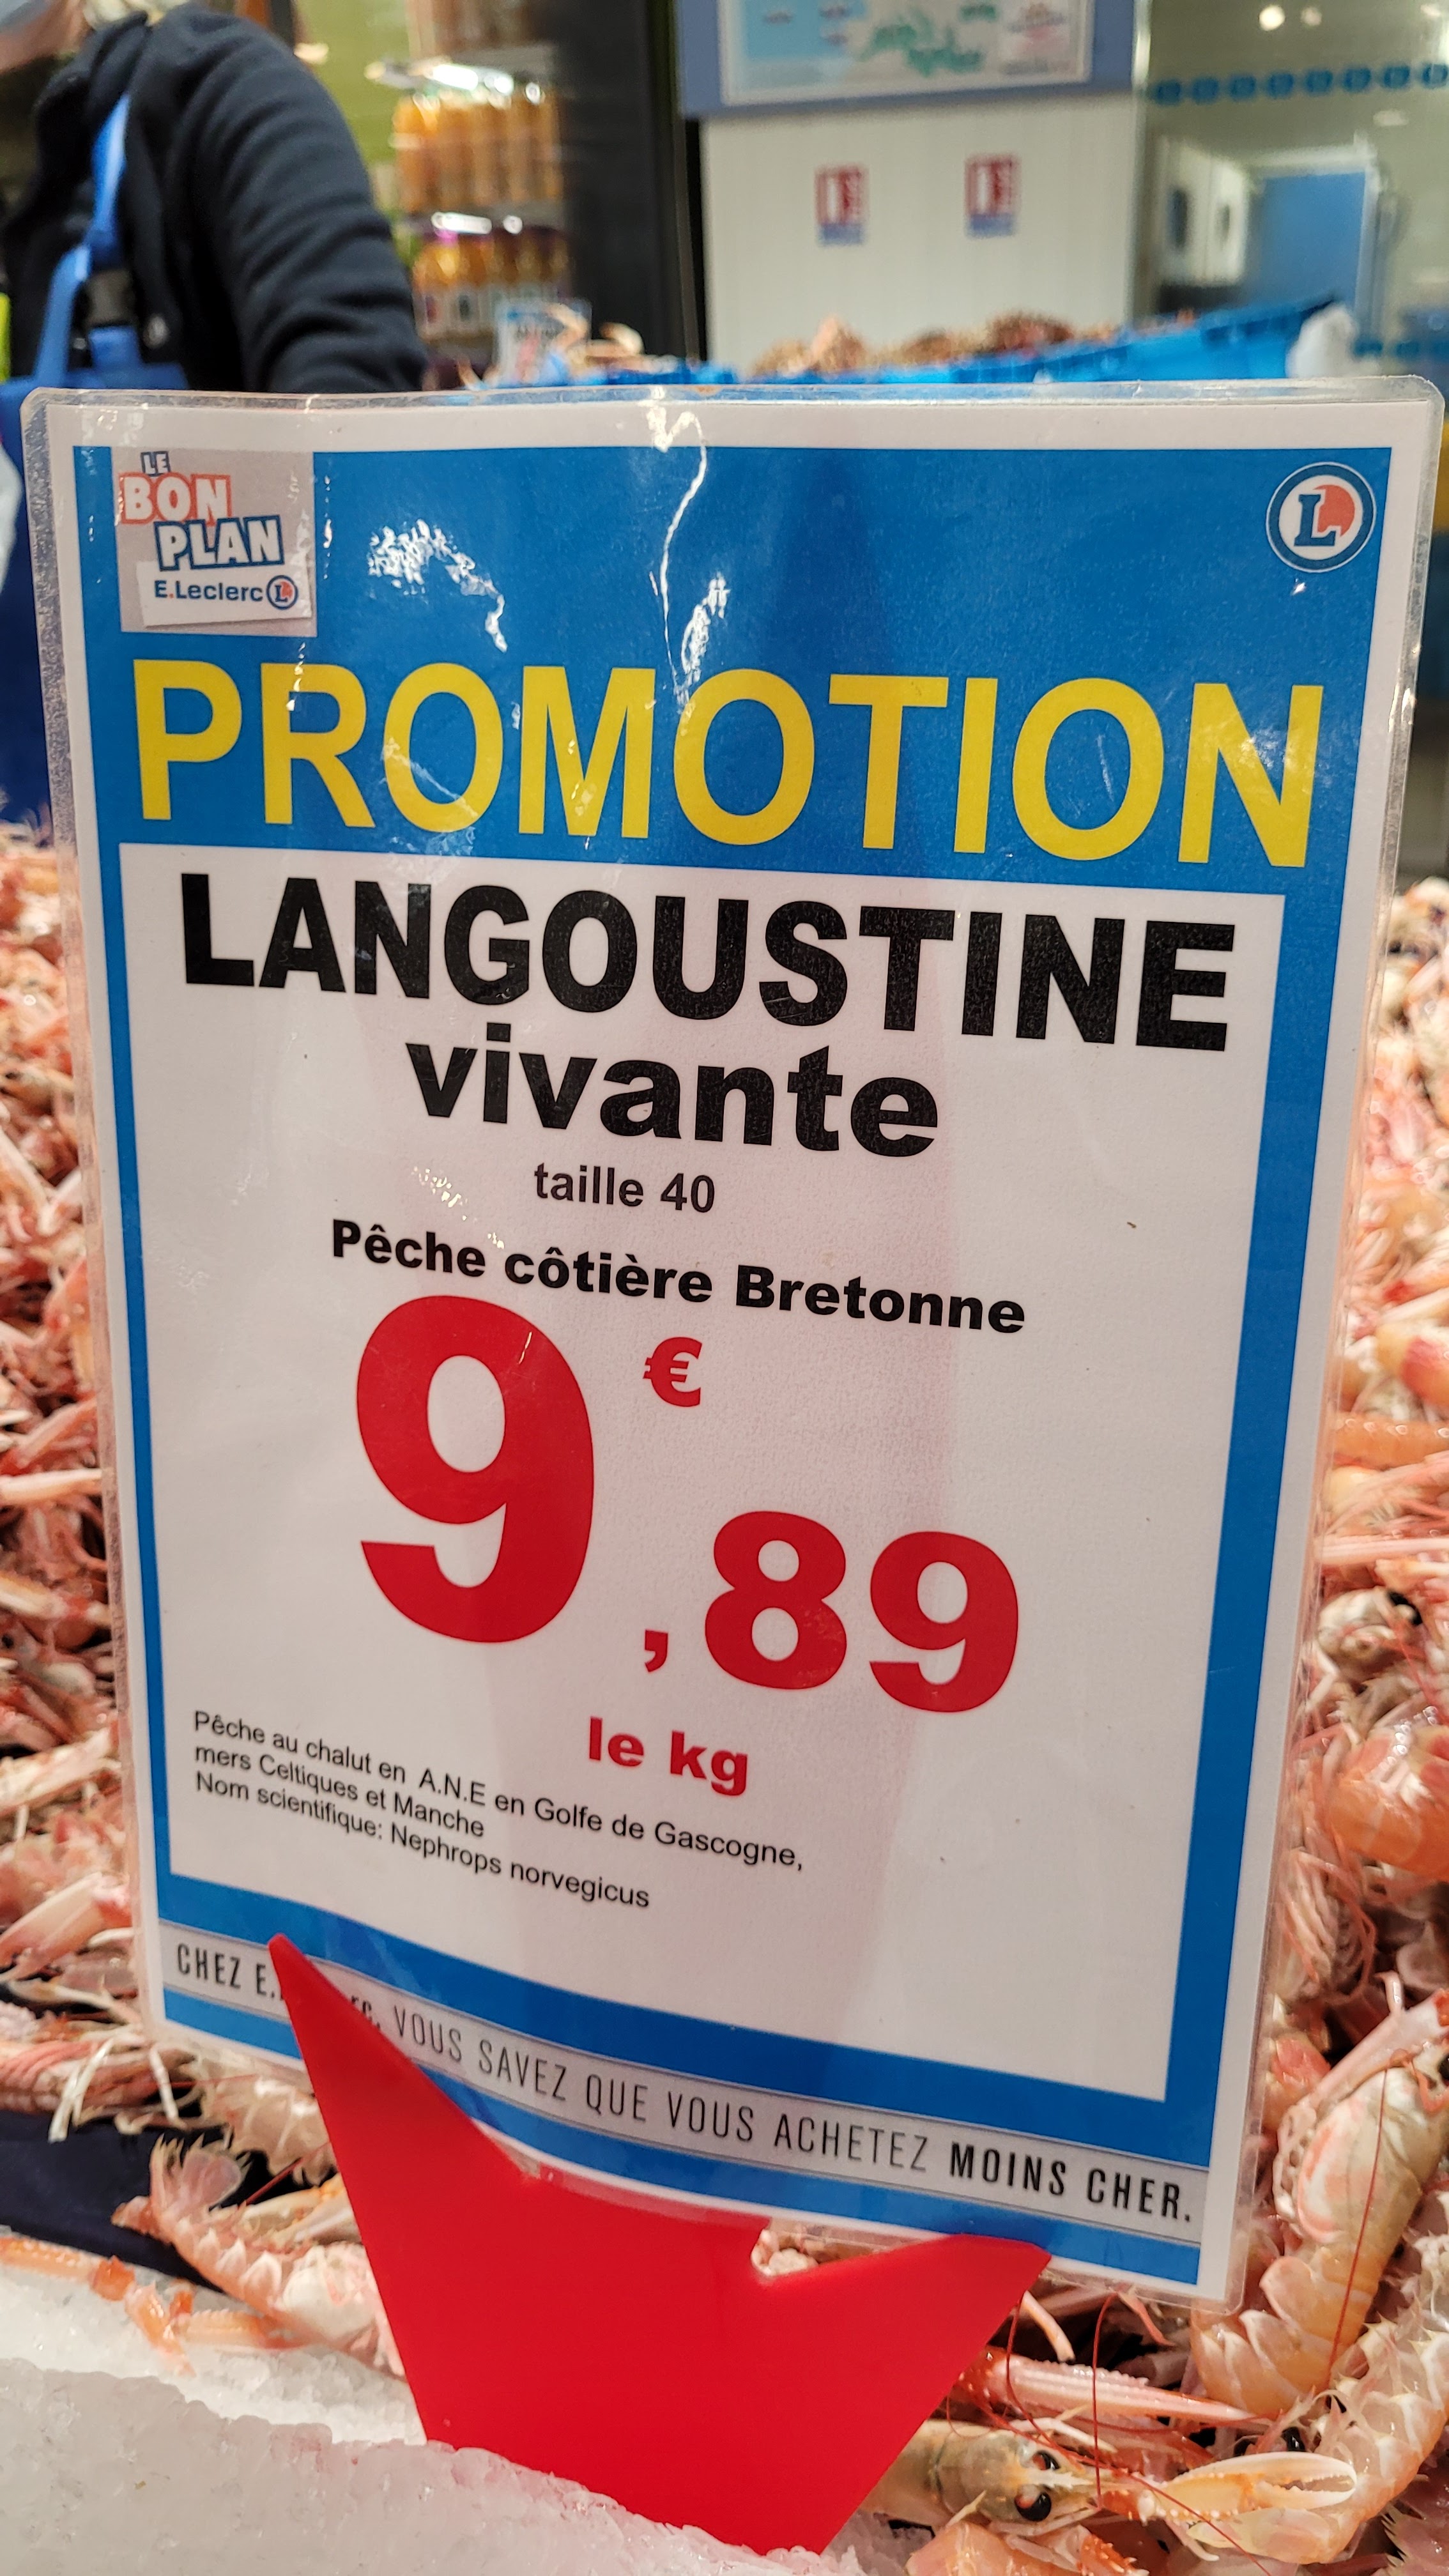 LE
BON
PLAN
E.Leclerc L
L
PROMOTION
LANGOUSTINE
vivante
taille 40
Pêche côtière Bretonne
9€,89
le kg
Pêche au chalut en A.N.E en Golfe de Gascogne,
mers Celtiques et Manche
Nom scientifique: Nephrops norvegicus
CHEZ E. rc, VOUS SAVEZ QUE VOUS ACHETEZ MOINS CHER.